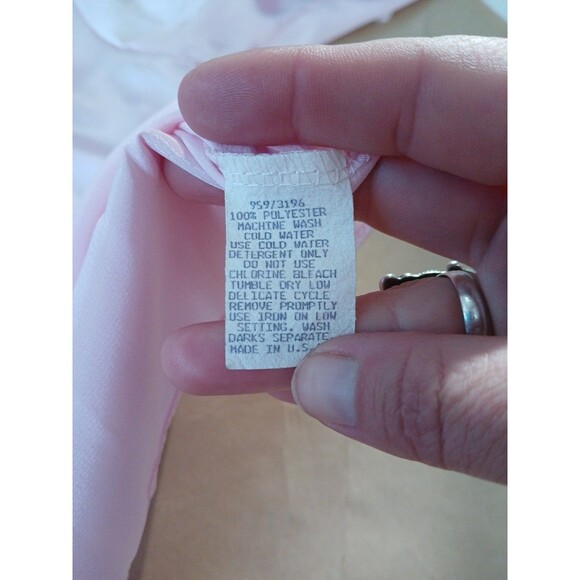 959/3196
100% POLYESTER
MACHINE WASH
COLD WATER
USE COLD WATER
DETERGENT ONLY
DO NOT USE
CHLORINE BLEACH
TUMBLE DRY LOW
DELICATE CYCLE
REMOVE PROMPTLY
USE IRON ON LOW
SETTING. WASH
DARKS SEPARATE
MADE IN U.S.A